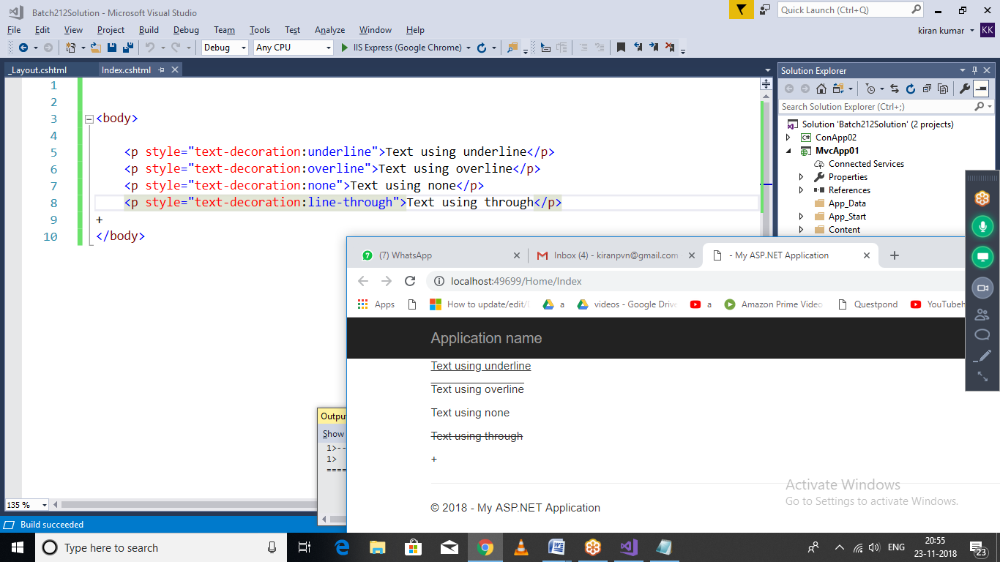 Batch212Solution - Microsoft Visual Studio
Quick Launch (Ctrl+Q)
File Edit View Project Build Debug Team Tools Test Analyze Window Help
kiran kumar KK
Debug Any CPU IIS Express (Google Chrome)
_Layout.cshtml Index.cshtml
1
2
3 <body>
4
5 <p style="text-decoration:underline">Text using underline</p>
6 <p style="text-decoration:overline">Text using overline</p>
7 <p style="text-decoration:none">Text using none</p>
8 <p style="text-decoration:line-through">Text using through</p>
9 +
10 </body>
135 %
Solution Explorer
Search Solution Explorer (Ctrl+;)
Solution 'Batch212Solution' (2 projects)
C# ConApp02
MvcApp01
Connected Services
Properties
References
App_Data
App_Start
Content
Outpu
Show
1>--
1>
====
Build succeeded
7 (7) WhatsApp
Inbox (4) - kiranpvn@gmail.com
- My ASP.NET Application
localhost:49699/Home/Index
Apps
How to update/edit/
a
videos - Google Drive
a
Amazon Prime Video
Questpond
YouTubeh
Application name
Text using underline
Text using overline
Text using none
Text using through
+
© 2018 - My ASP.NET Application
Activate Windows
Go to Settings to activate Windows.
Type here to search
ENG
20:55
23-11-2018
23